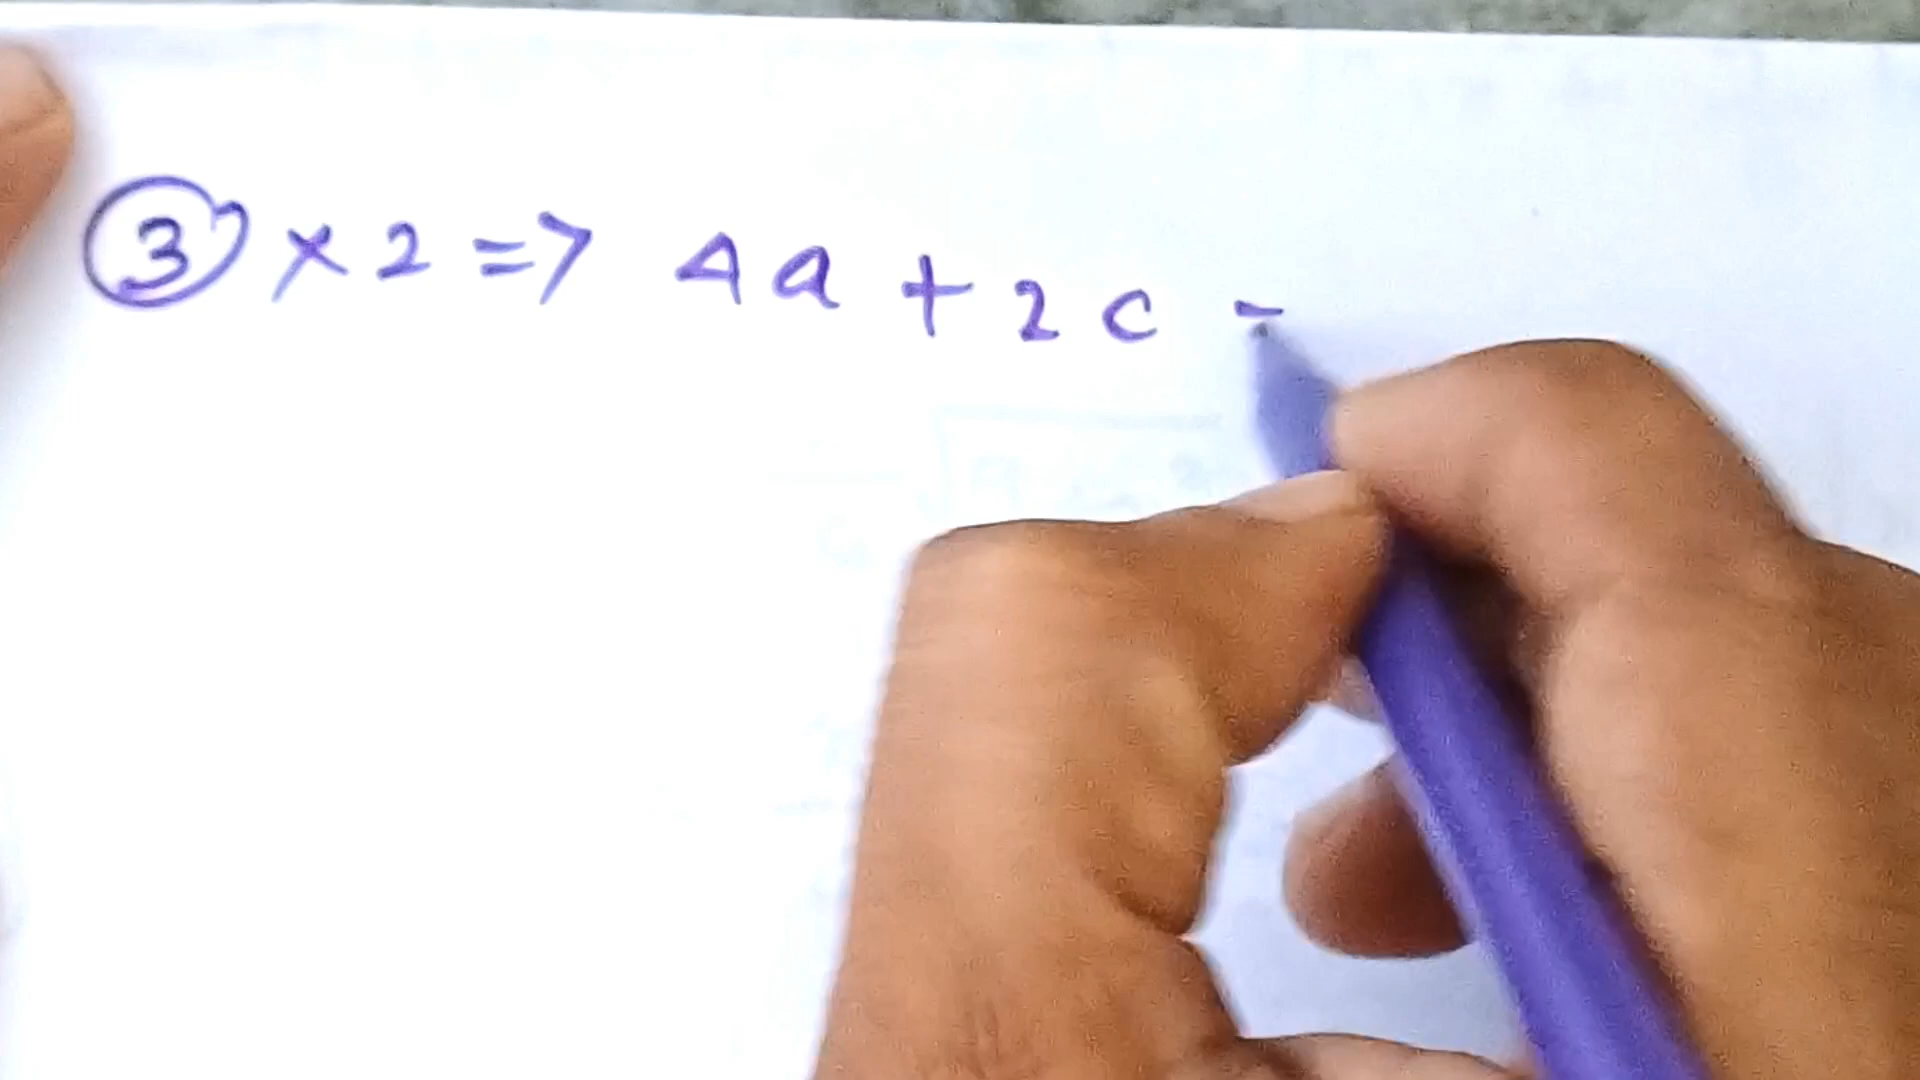 ③ × 2 => 4a + 2c -